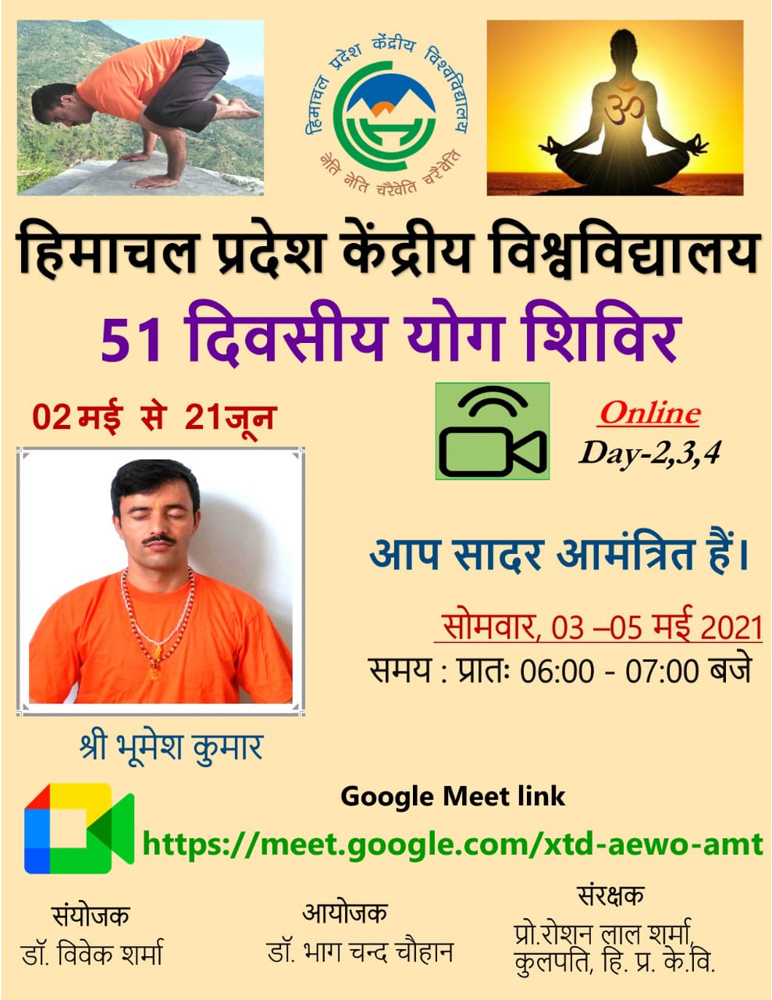 हिमाचल प्रदेश केंद्रीय विश्वविद्यालय
नेति नेति चरैवेति चरैवेति
ॐ
हिमाचल प्रदेश केंद्रीय विश्वविद्यालय
51 दिवसीय योग शिविर
02 मई से 21जून
Online
Day-2,3,4
आप सादर आमंत्रित हैं।
सोमवार, 03 –05 मई 2021
समय : प्रातः 06:00 - 07:00 बजे
श्री भूमेश कुमार
Google Meet link
https://meet.google.com/xtd-aewo-amt
संयोजक
डॉ. विवेक शर्मा
आयोजक
डॉ. भाग चन्द चौहान
संरक्षक
प्रो.रोशन लाल शर्मा,
कुलपति, हि. प्र. के.वि.